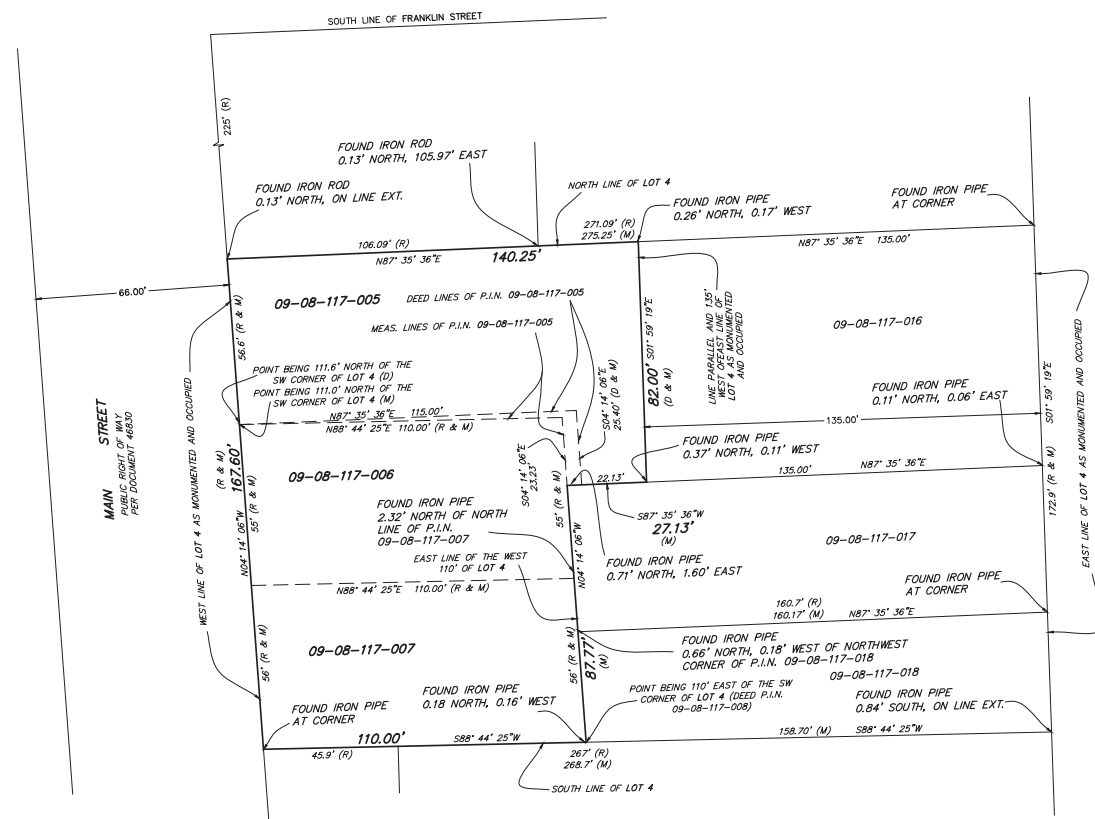 SOUTH LINE OF FRANKLIN STREET
225' (R)
FOUND IRON ROD
0.13' NORTH, 105.97' EAST
FOUND IRON ROD
0.13' NORTH, ON LINE EXT.
NORTH LINE OF LOT 4
FOUND IRON PIPE
0.26' NORTH, 0.17' WEST
FOUND IRON PIPE
AT CORNER
271.09' (R)
275.25' (M)
106.09' (R)
N87° 35' 36"E
140.25'
N87° 35' 36"E 135.00'
66.00'
09-08-117-005
DEED LINES OF P.I.N. 09-08-117-005
MEAS. LINES OF P.I.N. 09-08-117-005
56.6' (R & M)
82.00' S01° 59' 19"E
(D & M)
LINE PARALLEL AND 135'
WEST OFEAST LINE OF
LOT 4 AS MONUMENTED
AND OCCUPIED
09-08-117-016
POINT BEING 111.6' NORTH OF THE
SW CORNER OF LOT 4 (D)
POINT BEING 111.0' NORTH OF THE
SW CORNER OF LOT 4 (M)
S04° 14' 06"E
25.40' (D & M)
FOUND IRON PIPE
0.11' NORTH, 0.06' EAST
S01° 59' 19"E
EAST LINE OF LOT 4 AS MONUMENTED AND OCCUPIED
N87° 35' 36"E 115.00'
N88° 44' 25"E 110.00' (R & M)
135.00'
MAIN STREET
PUBLIC RIGHT OF WAY
PER DOCUMENT 46830
WEST LINE OF LOT 4 AS MONUMENTED AND OCCUPIED
(R & M)
167.60'
N04° 14' 06"W
55' (R & M)
09-08-117-006
S04° 14' 06"E
23.23'
FOUND IRON PIPE
0.37' NORTH, 0.11' WEST
135.00'
N87° 35' 36"E
22.13'
172.9' (R & M)
FOUND IRON PIPE
2.32' NORTH OF NORTH
LINE OF P.I.N.
09-08-117-007
55' (R & M)
N04° 14' 06"W
S87° 35' 36"W
27.13'
(M)
09-08-117-017
EAST LINE OF THE WEST
110' OF LOT 4
FOUND IRON PIPE
0.71' NORTH, 1.60' EAST
FOUND IRON PIPE
AT CORNER
N88° 44' 25"E 110.00' (R & M)
160.7' (R)
160.17' (M)
N87° 35' 36"E
56' (R & M)
09-08-117-007
56' (R & M)
87.77'
(M)
FOUND IRON PIPE
0.66' NORTH, 0.18' WEST OF NORTHWEST
CORNER OF P.I.N. 09-08-117-018
09-08-117-018
POINT BEING 110' EAST OF THE SW
CORNER OF LOT 4 (DEED P.I.N.
09-08-117-008)
FOUND IRON PIPE
0.84' SOUTH, ON LINE EXT.
FOUND IRON PIPE
0.18 NORTH, 0.16' WEST
FOUND IRON PIPE
AT CORNER
110.00'
S88° 44' 25"W
158.70' (M)
S88° 44' 25"W
45.9' (R)
267' (R)
268.7' (M)
SOUTH LINE OF LOT 4